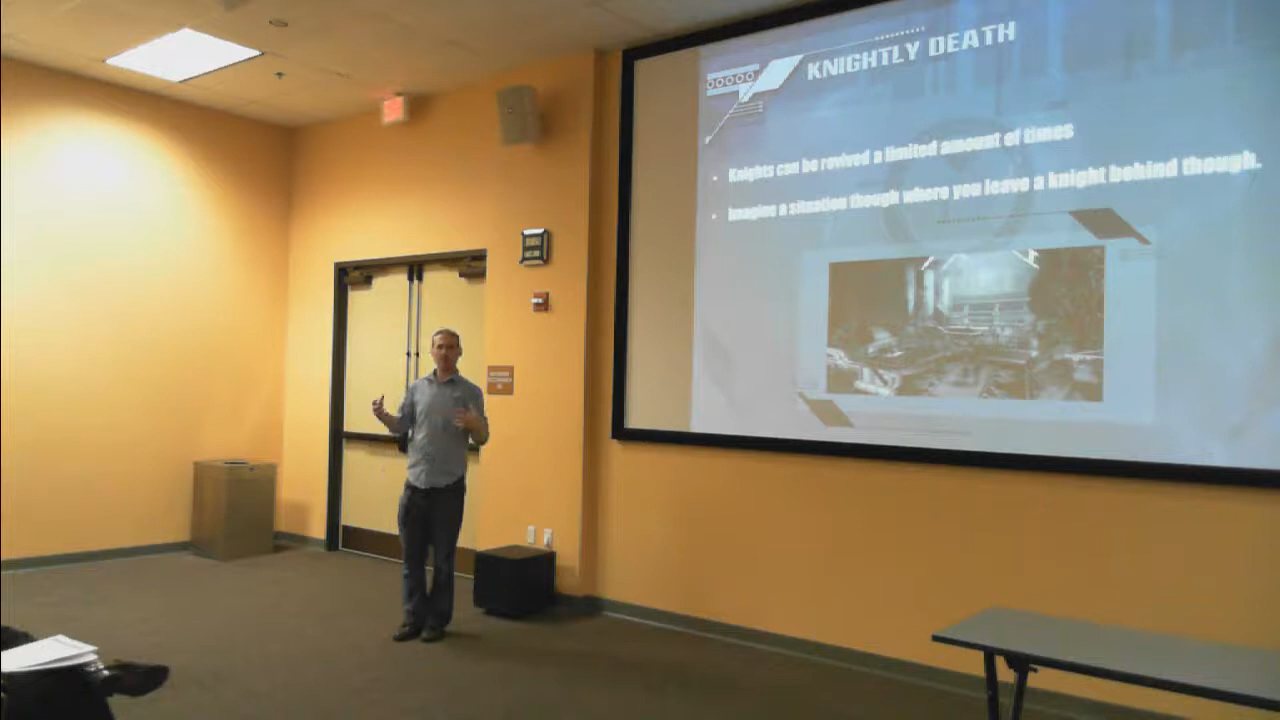 KNIGHTLY DEATH
Knights can be revived a limited amount of times
Imagine a situation though where you leave a knight behind though.